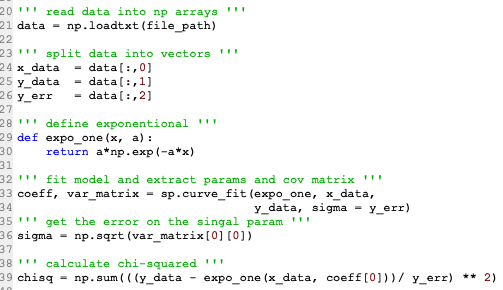 20 ''' read data into np arrays '''
21 data = np.loadtxt(file_path)
22
23 ''' split data into vectors '''
24 x_data  = data[:,0]
25 y_data  = data[:,1]
26 y_err   = data[:,2]
27
28 ''' define exponential '''
29 def expo_one(x, a):
30     return a*np.exp(-a*x)
31
32 ''' fit model and extract params and cov matrix '''
33 coeff, var_matrix = sp.curve_fit(expo_one, x_data,
34                                  y_data, sigma = y_err)
35 ''' get the error on the singal param '''
36 sigma = np.sqrt(var_matrix[0][0])
37
38 ''' calculate chi-squared '''
39 chisq = np.sum(((y_data - expo_one(x_data, coeff[0]))/ y_err) ** 2)